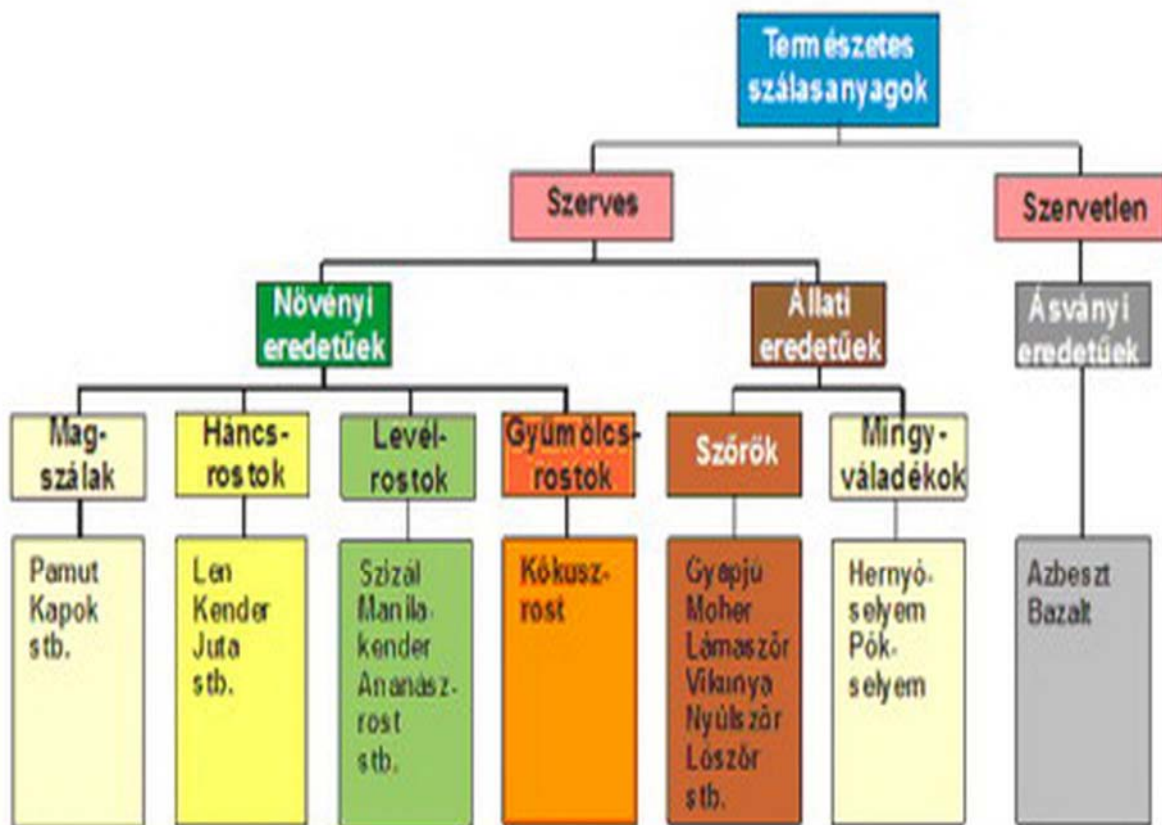 Természetes
szálasanyagok
Szerves
Szervetlen
Növényi
eredetűek
Állati
eredetűek
Ásványi
eredetűek
Mag-
szálak
Háncs-
rostok
Levél-
rostok
Gyümölcs-
rostok
Szőrök
Mirigy-
váladékok
Pamut
Kapok
stb.
Len
Kender
Juta
stb.
Szizál
Manila-
kender
Ananász-
rost
stb.
Kókusz-
rost
Gyapjú
Moher
Lámaszőr
Vikunya
Nyúlszőr
Lószőr
stb.
Hernyó-
selyem
Pók-
selyem
Azbeszt
Bazalt